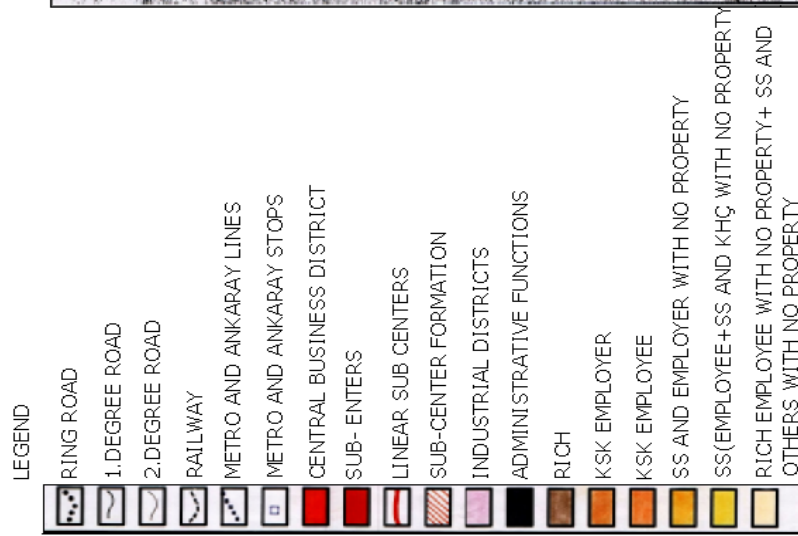 LEGEND
RING ROAD
1.DEGREE ROAD
2.DEGREE ROAD
RAILWAY
METRO AND ANKARAY LINES
METRO AND ANKARAY STOPS
CENTRAL BUSINESS DISTRICT
SUB- ENTERS
LINEAR SUB CENTERS
SUB-CENTER FORMATION
INDUSTRIAL DISTRICTS
ADMINISTRATIVE FUNCTIONS
RICH
KSK EMPLOYER
KSK EMPLOYEE
SS AND EMPLOYER WITH NO PROPERTY
SS(EMPLOYEE+SS AND KHÇ WITH NO PROPERTY
RICH EMPLOYEE WITH NO PROPERTY+ SS AND
OTHERS WITH NO PROPERTY